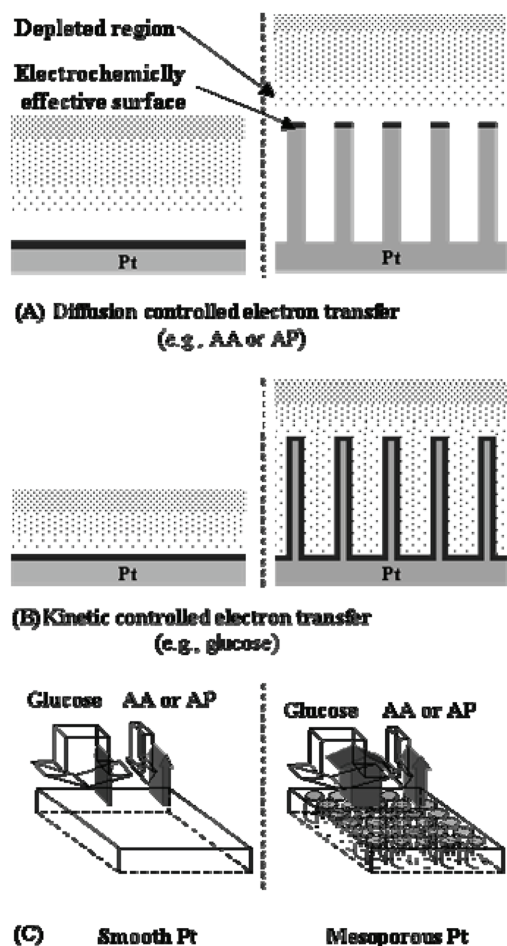 Depleted region
Electrochemiclly
effective surface
Pt
Pt
(A) Diffusion controlled electron transfer
(e.g., AA or AP)
Pt
Pt
(B) Kinetic controlled electron transfer
(e.g., glucose)
Glucose AA or AP
Glucose AA or AP
(C) Smooth Pt Mesoporous Pt